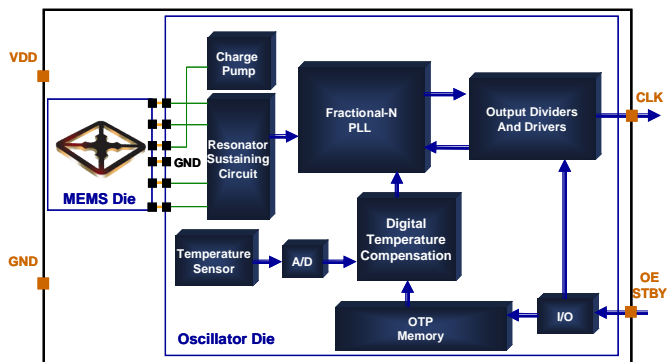 VDD
GND
MEMS Die
GND
Charge
Pump
Resonator
Sustaining
Circuit
Fractional-N
PLL
Output Dividers
And Drivers
CLK
Temperature
Sensor
A/D
Digital
Temperature
Compensation
OTP
Memory
I/O
OE
STBY
Oscillator Die